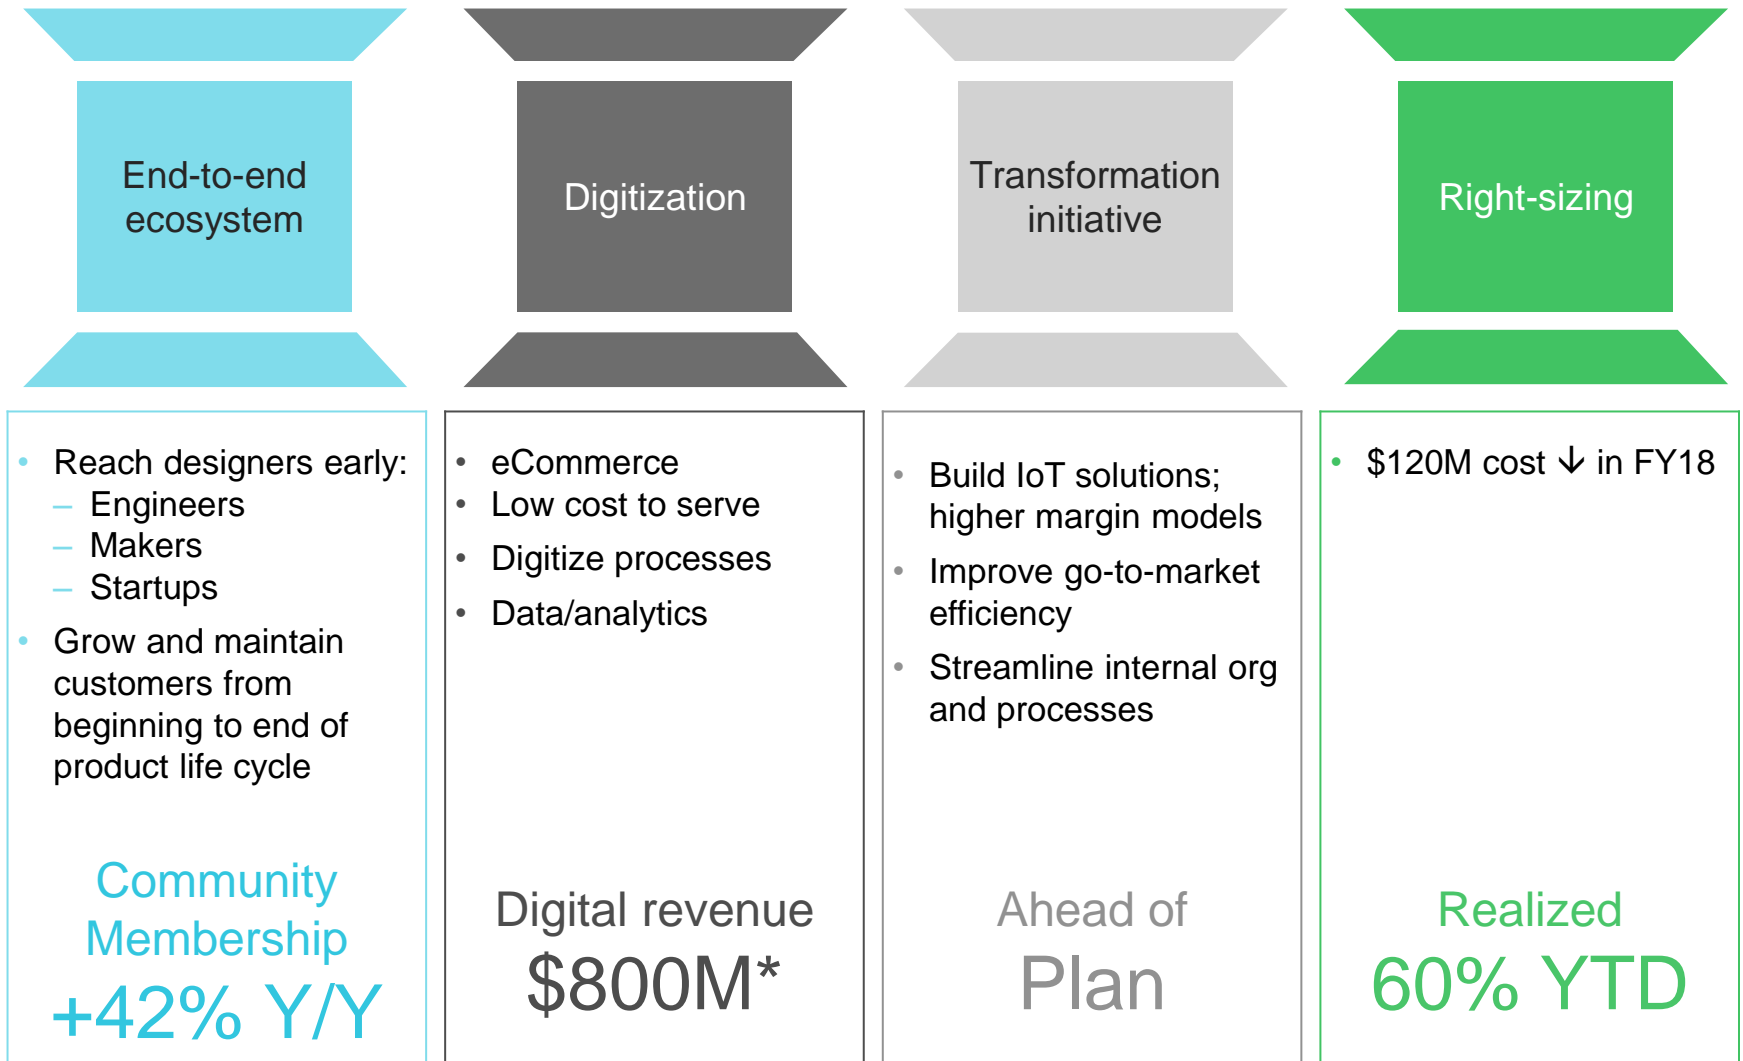 End-to-end
ecosystem
Digitization
Transformation
initiative
Right-sizing
• Reach designers early:
– Engineers
– Makers
– Startups
• Grow and maintain
customers from
beginning to end of
product life cycle
Community
Membership
+42% Y/Y
• eCommerce
• Low cost to serve
• Digitize processes
• Data/analytics
Digital revenue
$800M*
• Build IoT solutions;
higher margin models
• Improve go-to-market
efficiency
• Streamline internal org
and processes
Ahead of
Plan
• $120M cost ↓ in FY18
Realized
60% YTD